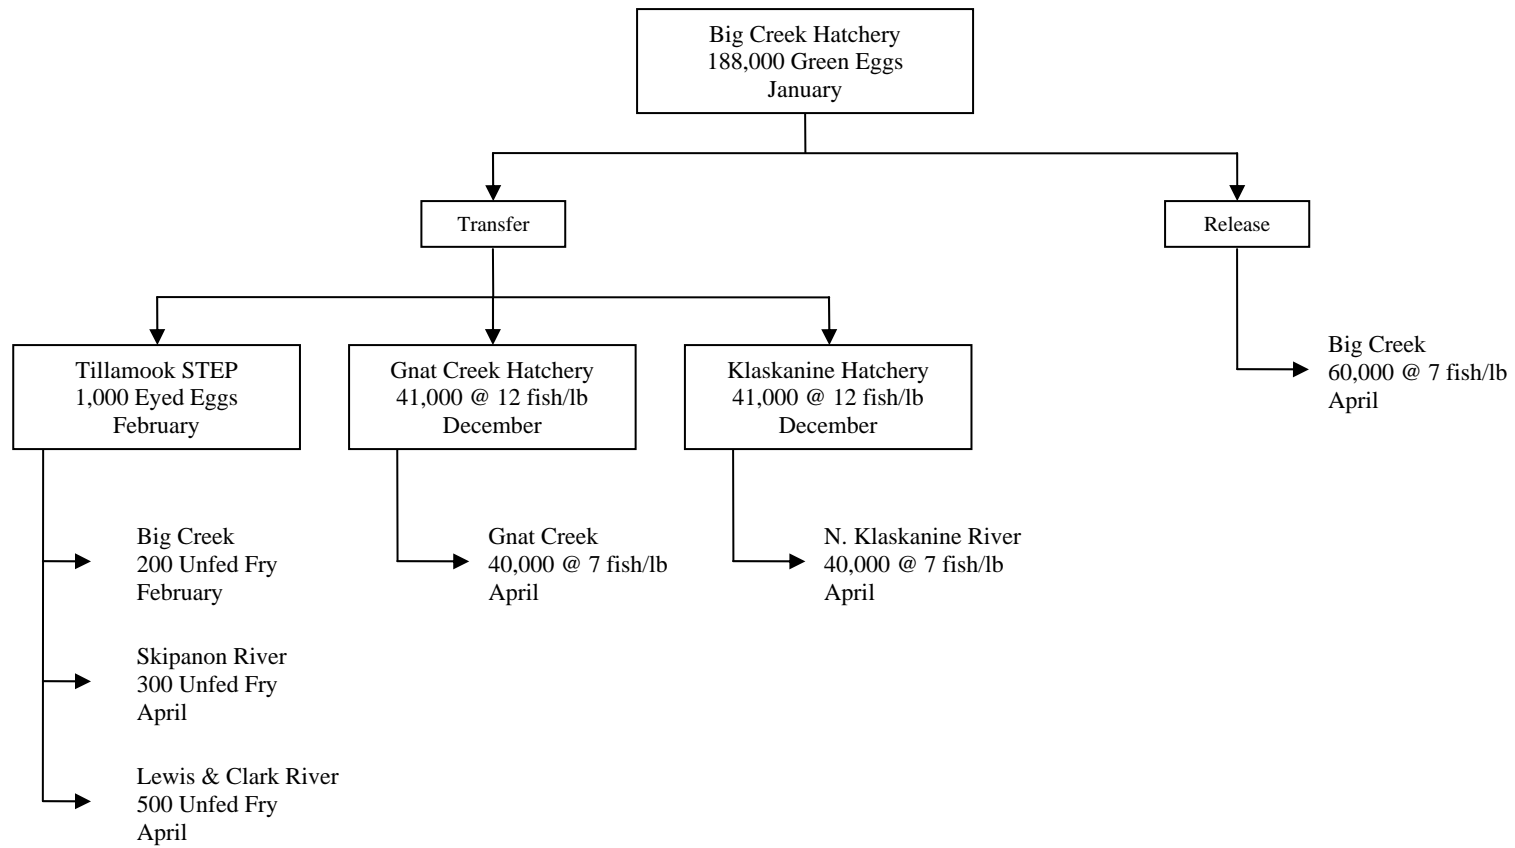 Big Creek Hatchery
188,000 Green Eggs
January
Transfer
Release
Tillamook STEP
1,000 Eyed Eggs
February
Gnat Creek Hatchery
41,000 @ 12 fish/lb
December
Klaskanine Hatchery
41,000 @ 12 fish/lb
December
Big Creek
60,000 @ 7 fish/lb
April
Big Creek
200 Unfed Fry
February
Gnat Creek
40,000 @ 7 fish/lb
April
N. Klaskanine River
40,000 @ 7 fish/lb
April
Skipanon River
300 Unfed Fry
April
Lewis & Clark River
500 Unfed Fry
April